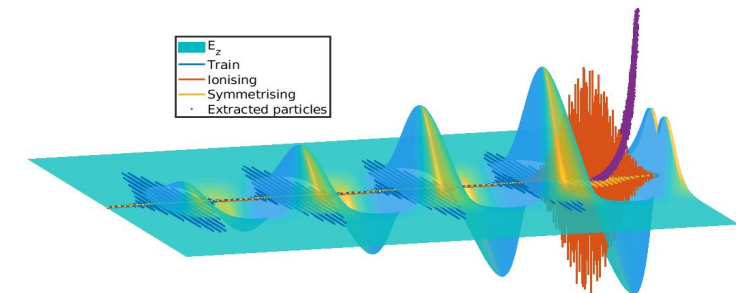 E_z
Train
Ionising
Symmetrising
Extracted particles